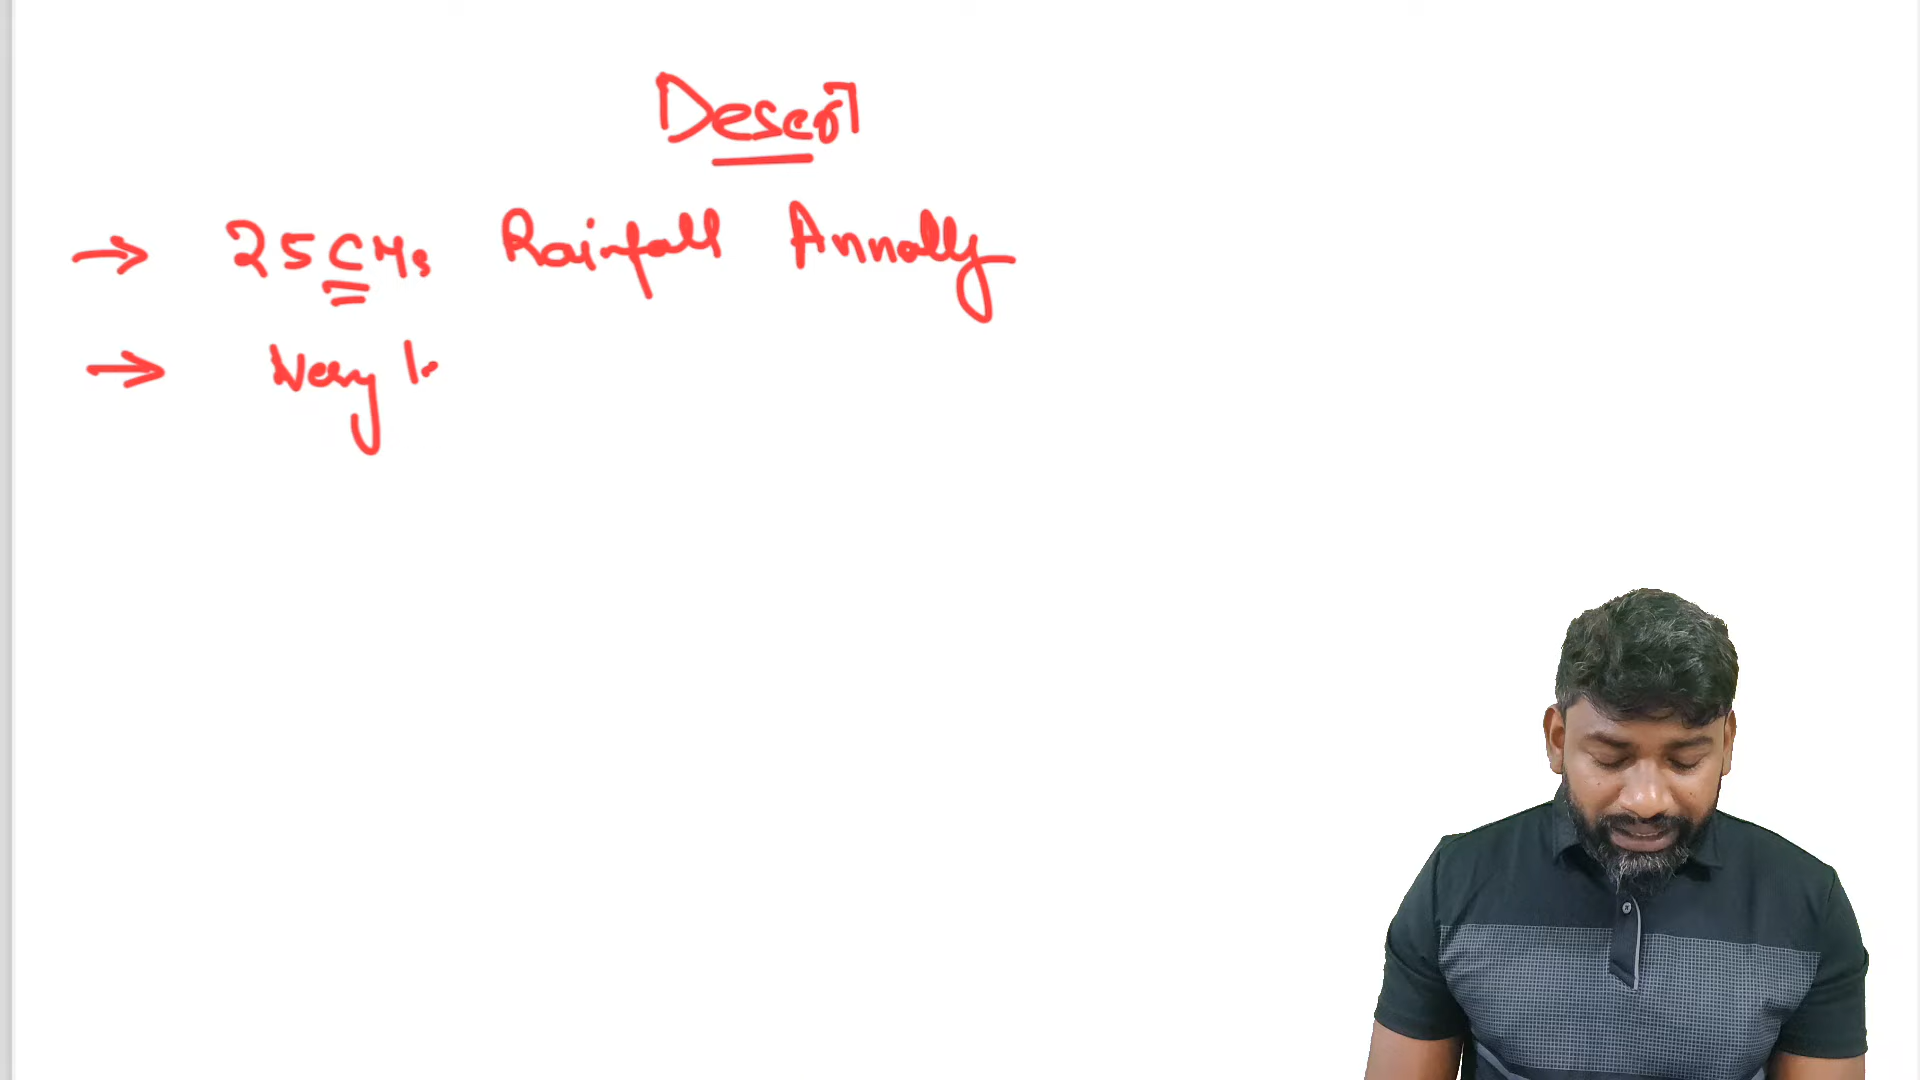 Desert
→ 25 CMs Rainfall Annally
→ Very